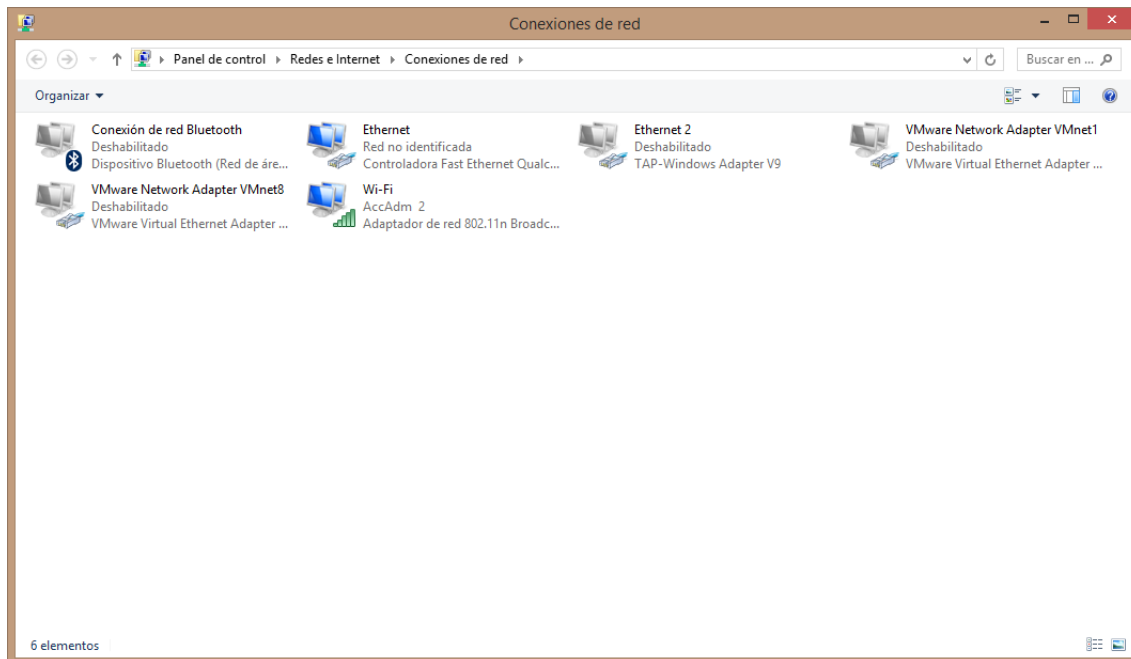 Conexiones de red
Panel de control Redes e Internet Conexiones de red
Buscar en ...
Organizar
Conexión de red Bluetooth
Deshabilitado
Dispositivo Bluetooth (Red de áre...
Ethernet
Red no identificada
Controladora Fast Ethernet Qualc...
Ethernet 2
Deshabilitado
TAP-Windows Adapter V9
VMware Network Adapter VMnet1
Deshabilitado
VMware Virtual Ethernet Adapter ...
VMware Network Adapter VMnet8
Deshabilitado
VMware Virtual Ethernet Adapter ...
Wi-Fi
AccAdm 2
Adaptador de red 802.11n Broadc...
6 elementos